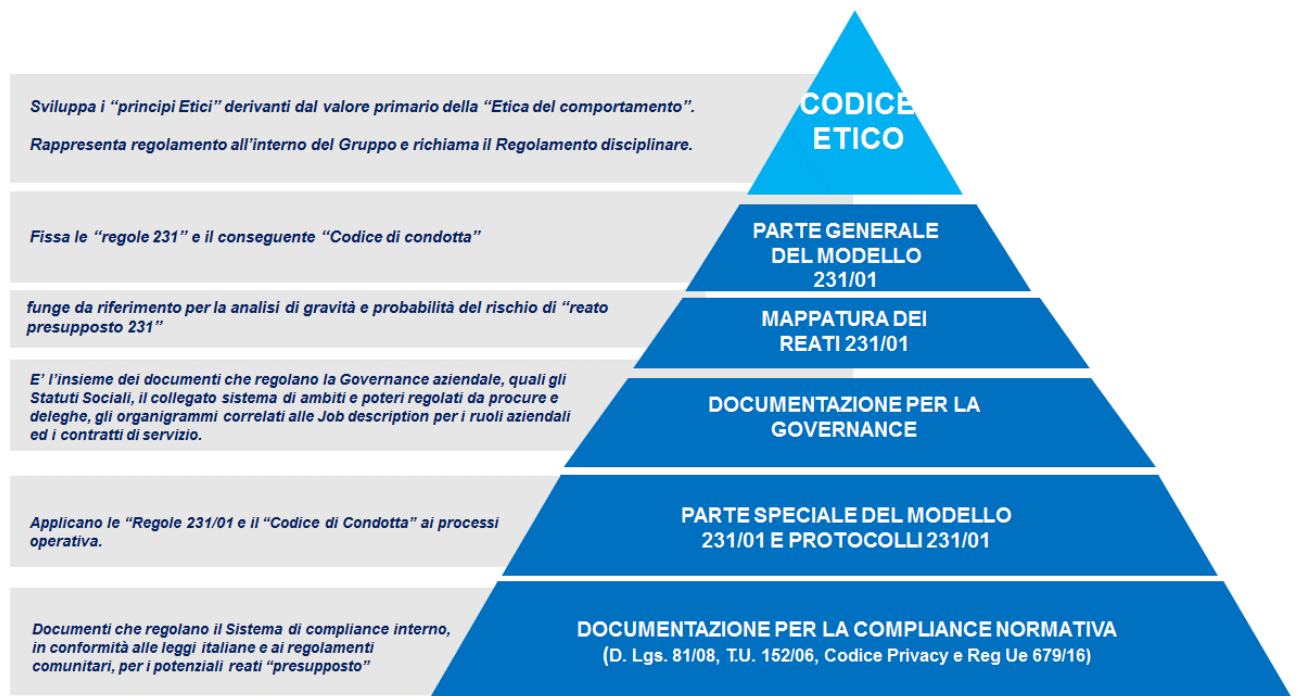 Sviluppa i “principi Etici” derivanti dal valore primario della “Etica del comportamento”.
Rappresenta regolamento all’interno del Gruppo e richiama il Regolamento disciplinare.
CODICE
ETICO
Fissa le “regole 231” e il conseguente “Codice di condotta”
PARTE GENERALE
DEL MODELLO
231/01
funge da riferimento per la analisi di gravità e probabilità del rischio di “reato
presupposto 231”
MAPPATURA DEI
REATI 231/01
E’ l’insieme dei documenti che regolano la Governance aziendale, quali gli
Statuti Sociali, il collegato sistema di ambiti e poteri regolati da procure e
deleghe, gli organigrammi correlati alle Job description per i ruoli aziendali
ed i contratti di servizio.
DOCUMENTAZIONE PER LA
GOVERNANCE
Applicano le “Regole 231/01 e il “Codice di Condotta” ai processi
operativa.
PARTE SPECIALE DEL MODELLO
231/01 E PROTOCOLLI 231/01
Documenti che regolano il Sistema di compliance interno,
in conformità alle leggi italiane e ai regolamenti
comunitari, per i potenziali reati “presupposto”
DOCUMENTAZIONE PER LA COMPLIANCE NORMATIVA
(D. Lgs. 81/08, T.U. 152/06, Codice Privacy e Reg Ue 679/16)